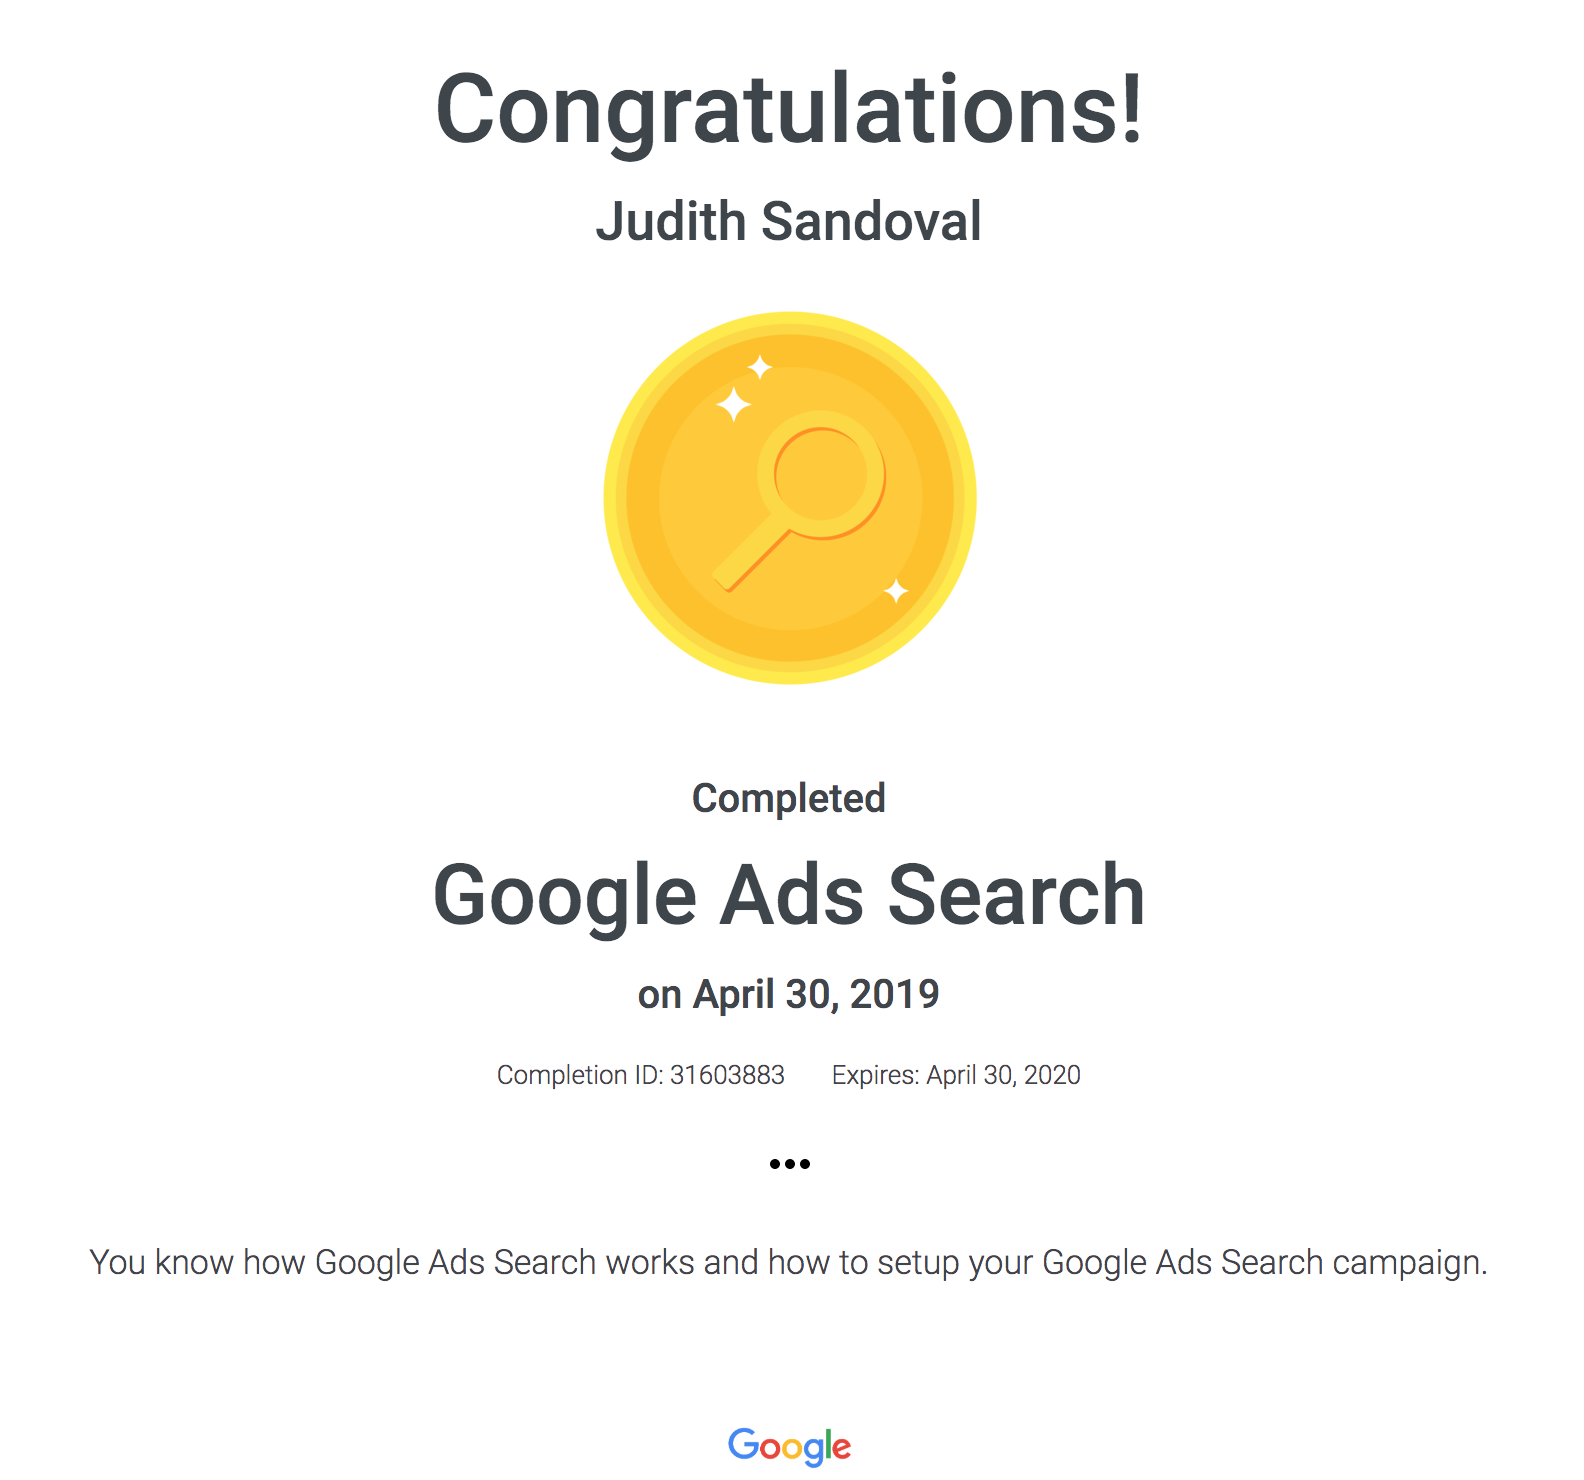 Congratulations!
Judith Sandoval
Completed
Google Ads Search
on April 30, 2019
Completion ID: 31603883 Expires: April 30, 2020
•••
You know how Google Ads Search works and how to setup your Google Ads Search campaign.
Google